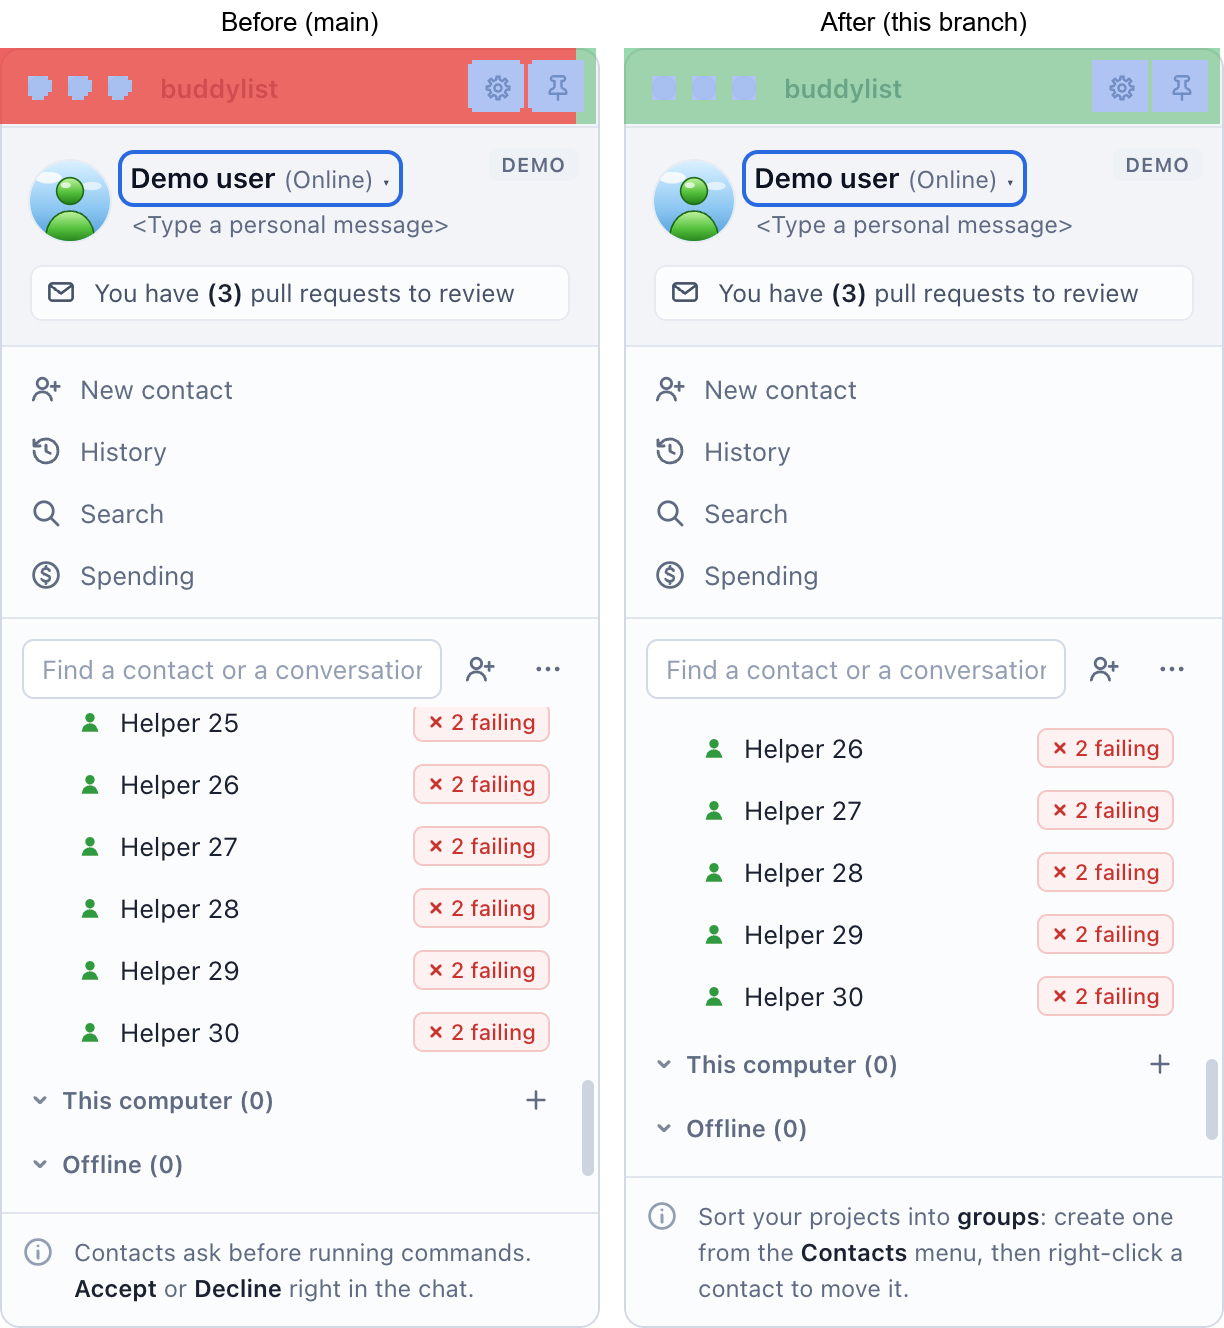 Before (main)
buddylist
Demo user (Online)
DEMO
<Type a personal message>
You have (3) pull requests to review
New contact
History
Search
Spending
Find a contact or a conversation
Helper 25
× 2 failing
Helper 26
× 2 failing
Helper 27
× 2 failing
Helper 28
× 2 failing
Helper 29
× 2 failing
Helper 30
× 2 failing
This computer (0)
Offline (0)
Contacts ask before running commands.
Accept or Decline right in the chat.
After (this branch)
buddylist
Demo user (Online)
DEMO
<Type a personal message>
You have (3) pull requests to review
New contact
History
Search
Spending
Find a contact or a conversation
Helper 26
× 2 failing
Helper 27
× 2 failing
Helper 28
× 2 failing
Helper 29
× 2 failing
Helper 30
× 2 failing
This computer (0)
Offline (0)
Sort your projects into groups: create one
from the Contacts menu, then right-click a
contact to move it.